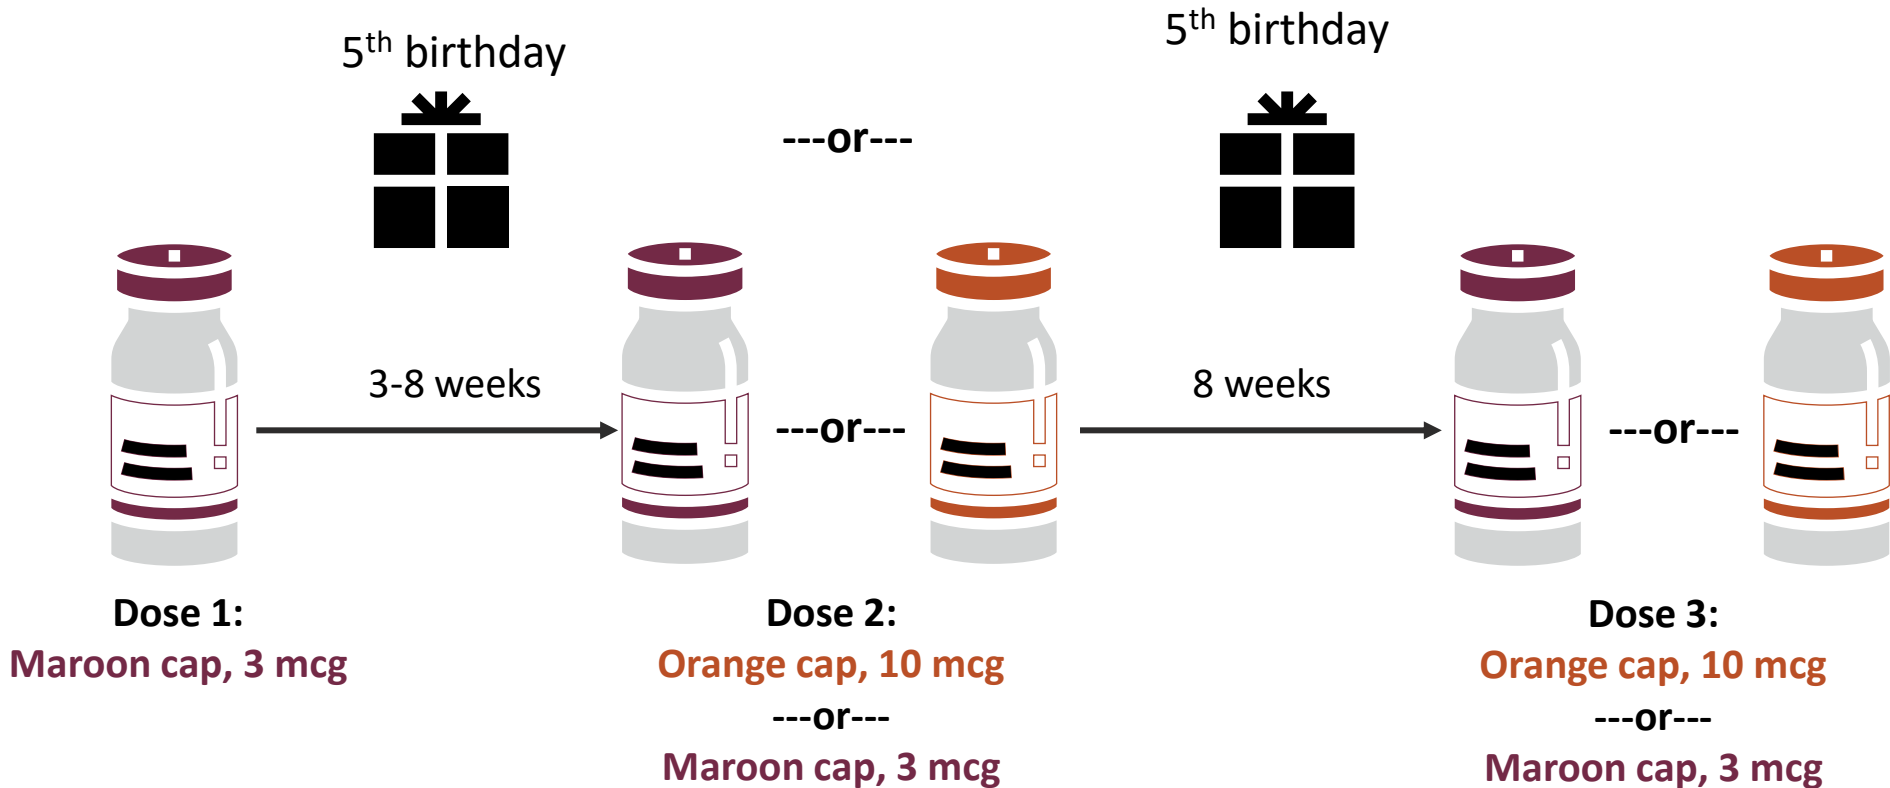 5th birthday
---or---
5th birthday
3-8 weeks
---or---
8 weeks
---or---
Dose 1:
Maroon cap, 3 mcg
Dose 2:
Orange cap, 10 mcg
---or---
Maroon cap, 3 mcg
Dose 3:
Orange cap, 10 mcg
---or---
Maroon cap, 3 mcg